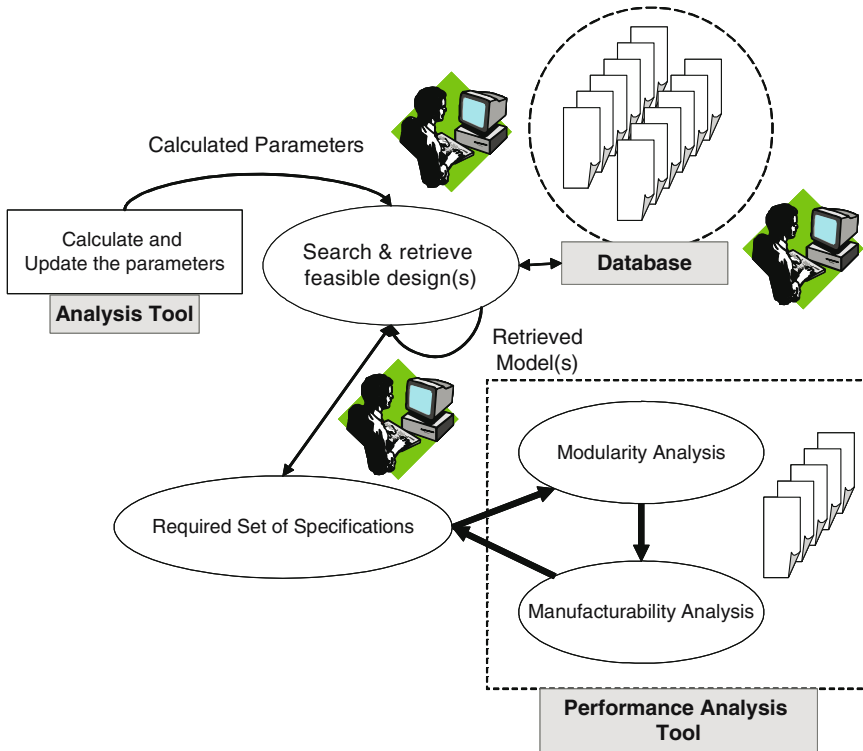 Calculated Parameters
Calculate and
Update the parameters
Analysis Tool
Search & retrieve
feasible design(s)
Database
Retrieved
Model(s)
Modularity Analysis
Required Set of Specifications
Manufacturability Analysis
Performance Analysis
Tool